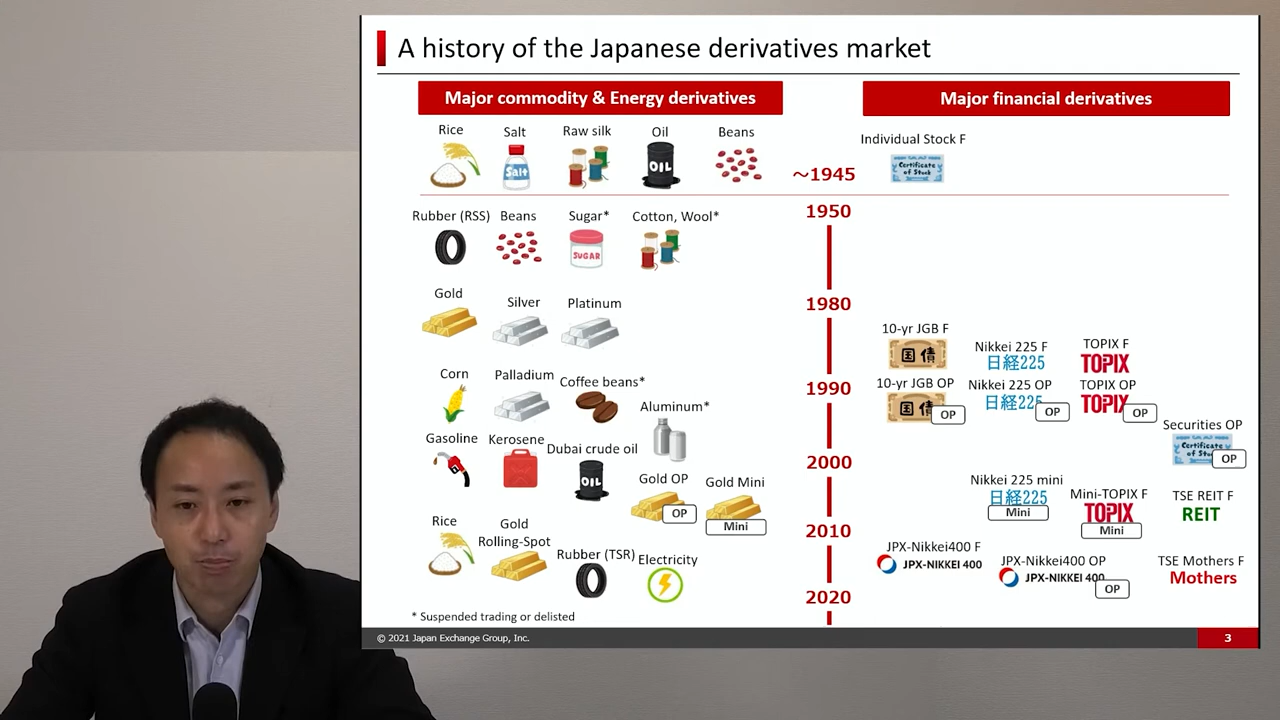 A history of the Japanese derivatives market
Major commodity & Energy derivatives
Major financial derivatives
Rice
Salt
Raw silk
Oil
Beans
Individual Stock F
Salt
OIL
Certificate
of Stock
~1945
1950
Rubber (RSS)
Beans
Sugar*
Cotton, Wool*
SUGAR
1980
Gold
Silver
Platinum
10-yr JGB F
Nikkei 225 F
TOPIX F
国債
日経225
TOPIX
1990
Corn
Palladium
Coffee beans*
Aluminum*
10-yr JGB OP
Nikkei 225 OP
TOPIX OP
国債
OP
日経225
OP
TOPIX
OP
Securities OP
Certificate
of Stock
OP
2000
Gasoline
Kerosene
Dubai crude oil
OIL
Gold OP
OP
Gold Mini
Mini
Nikkei 225 mini
日経225
Mini
Mini-TOPIX F
TOPIX
Mini
TSE REIT F
REIT
2010
Rice
Gold
Rolling-Spot
Rubber (TSR)
Electricity
JPX-Nikkei400 F
JPX-NIKKEI 400
JPX-Nikkei400 OP
JPX-NIKKEI 400
OP
TSE Mothers F
Mothers
2020
* Suspended trading or delisted
© 2021 Japan Exchange Group, Inc.
3